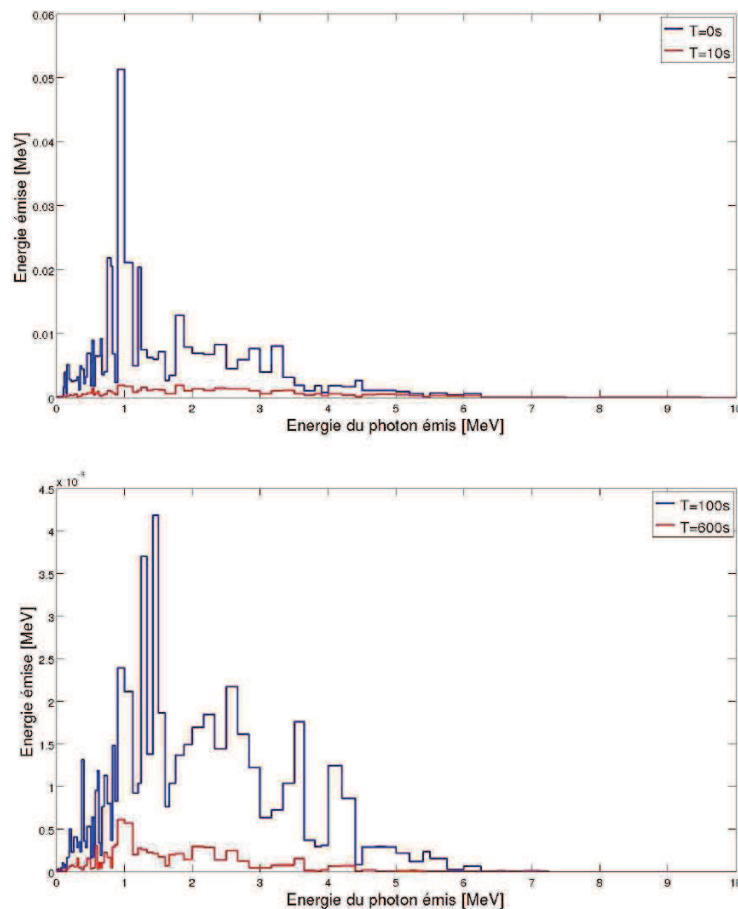 0.06
T=0s
T=10s
0.05
0.04
0.03
0.02
0.01
0
Energie émise [MeV]
0 1 2 3 4 5 6 7 8 9 10
Energie du photon émis [MeV]
4.5
T=100s
T=600s
4
3.5
3
2.5
2
1.5
1
0.5
0
Energie émise [MeV]
0 1 2 3 4 5 6 7 8 9 10
Energie du photon émis [MeV]